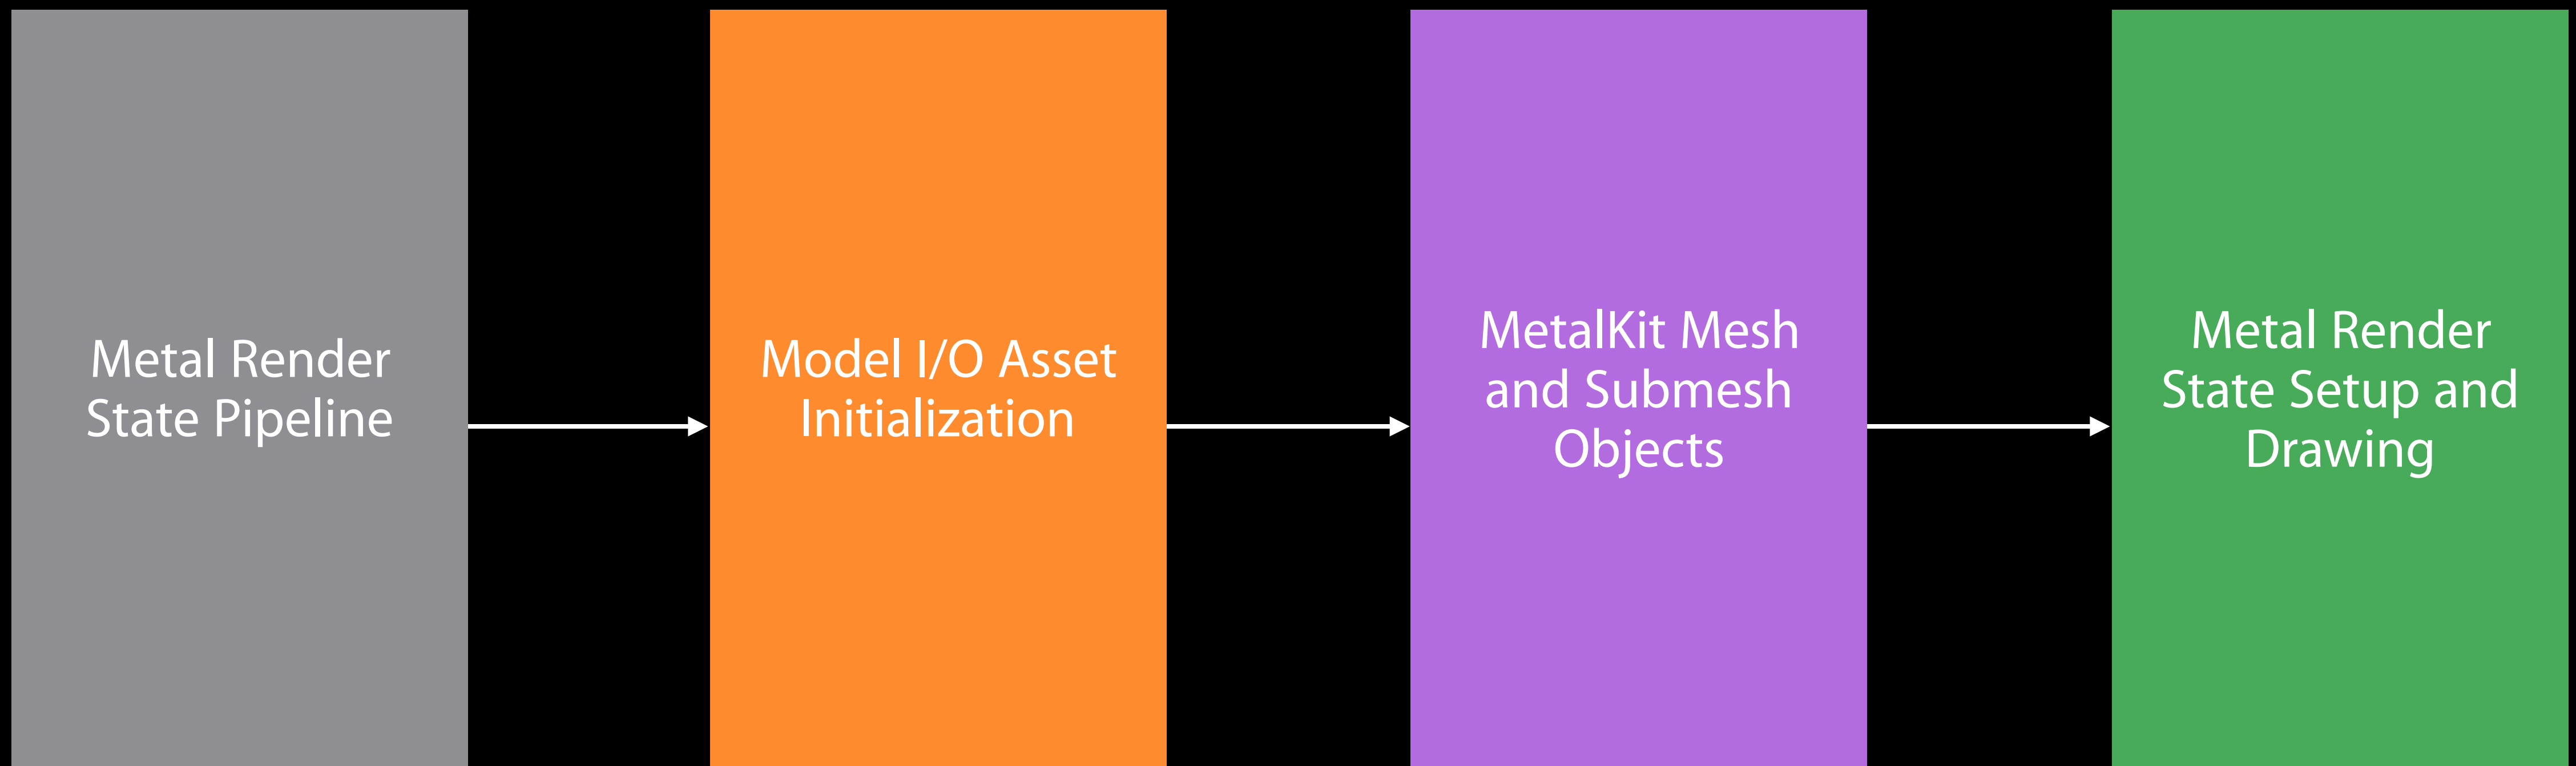 Metal Render
State Pipeline
Model I/O Asset
Initialization
MetalKit Mesh
and Submesh
Objects
Metal Render
State Setup and
Drawing